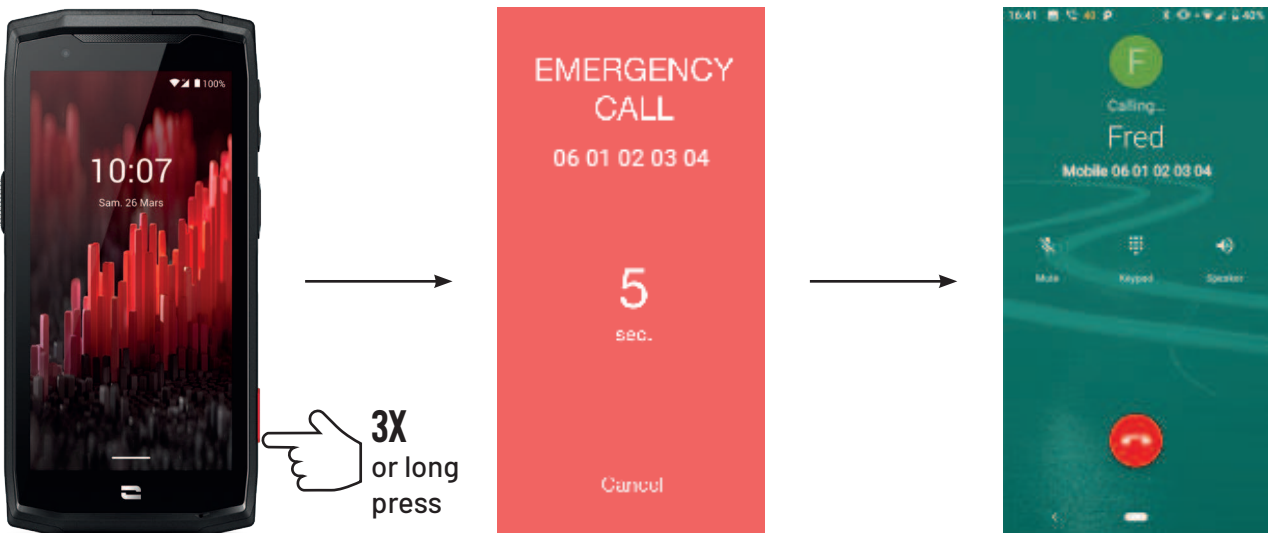 100%
10:07
Sam. 26 Mars
3X
or long
press
EMERGENCY
CALL
06 01 02 03 04
5
sec.
Cancel
16.41 40 P 40%
F
Calling...
Fred
Mobile 06 01 02 03 04
Mute Keypad Speaker